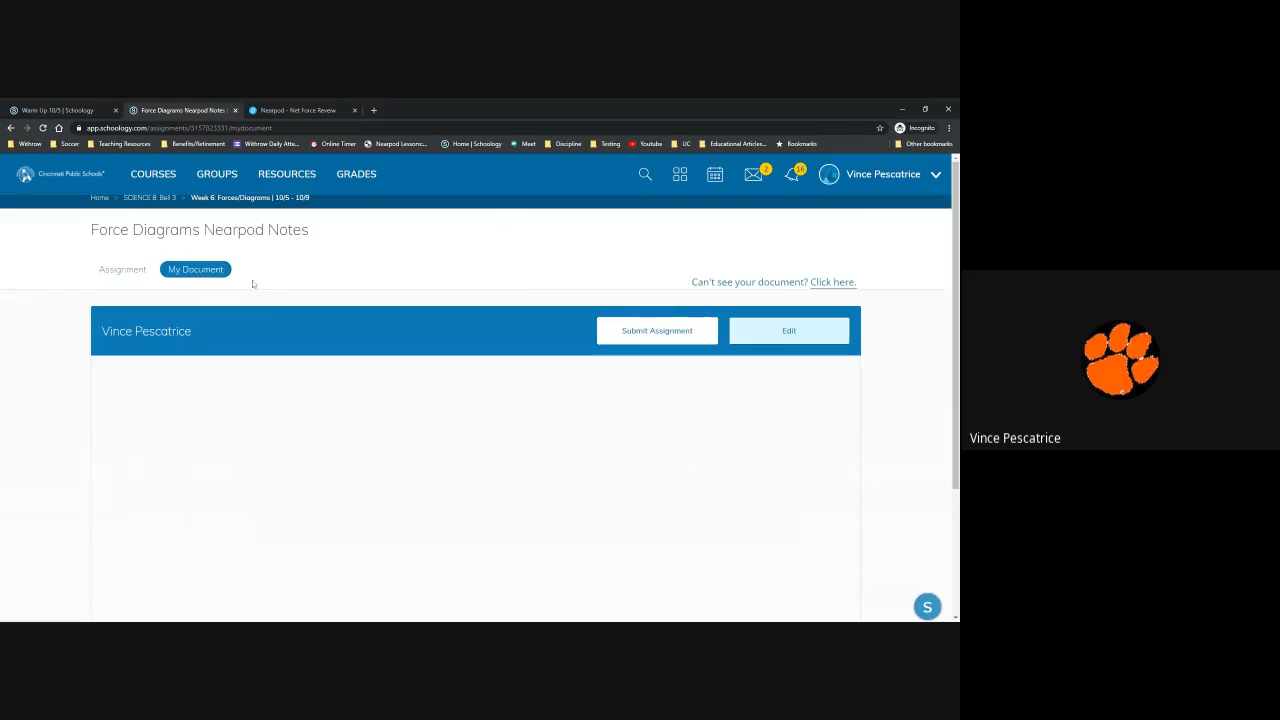 Warm Up 10/5 | Schoology
Force Diagrams Nearpod Notes |
Nearpod - Net Force Reveiw
app.schoology.com/assignments/3157823331/mydocument
Incognito
Withrow
Soccer
Teaching Resources
Benefits/Retirement
Withrow Daily Atte...
Online Timer
Nearpod Lessons:...
Home | Schoology
Meet
Discipline
Testing
Youtube
UC
Educational Articles...
Bookmarks
Other bookmarks
Cincinnati Public Schools
COURSES
GROUPS
RESOURCES
GRADES
2
16
Vince Pescatrice
Home > SCIENCE 8: Bell 3 > Week 6: Forces/Diagrams | 10/5 - 10/9
Force Diagrams Nearpod Notes
Assignment
My Document
Can't see your document? Click here.
Vince Pescatrice
Submit Assignment
Edit
S
Vince Pescatrice